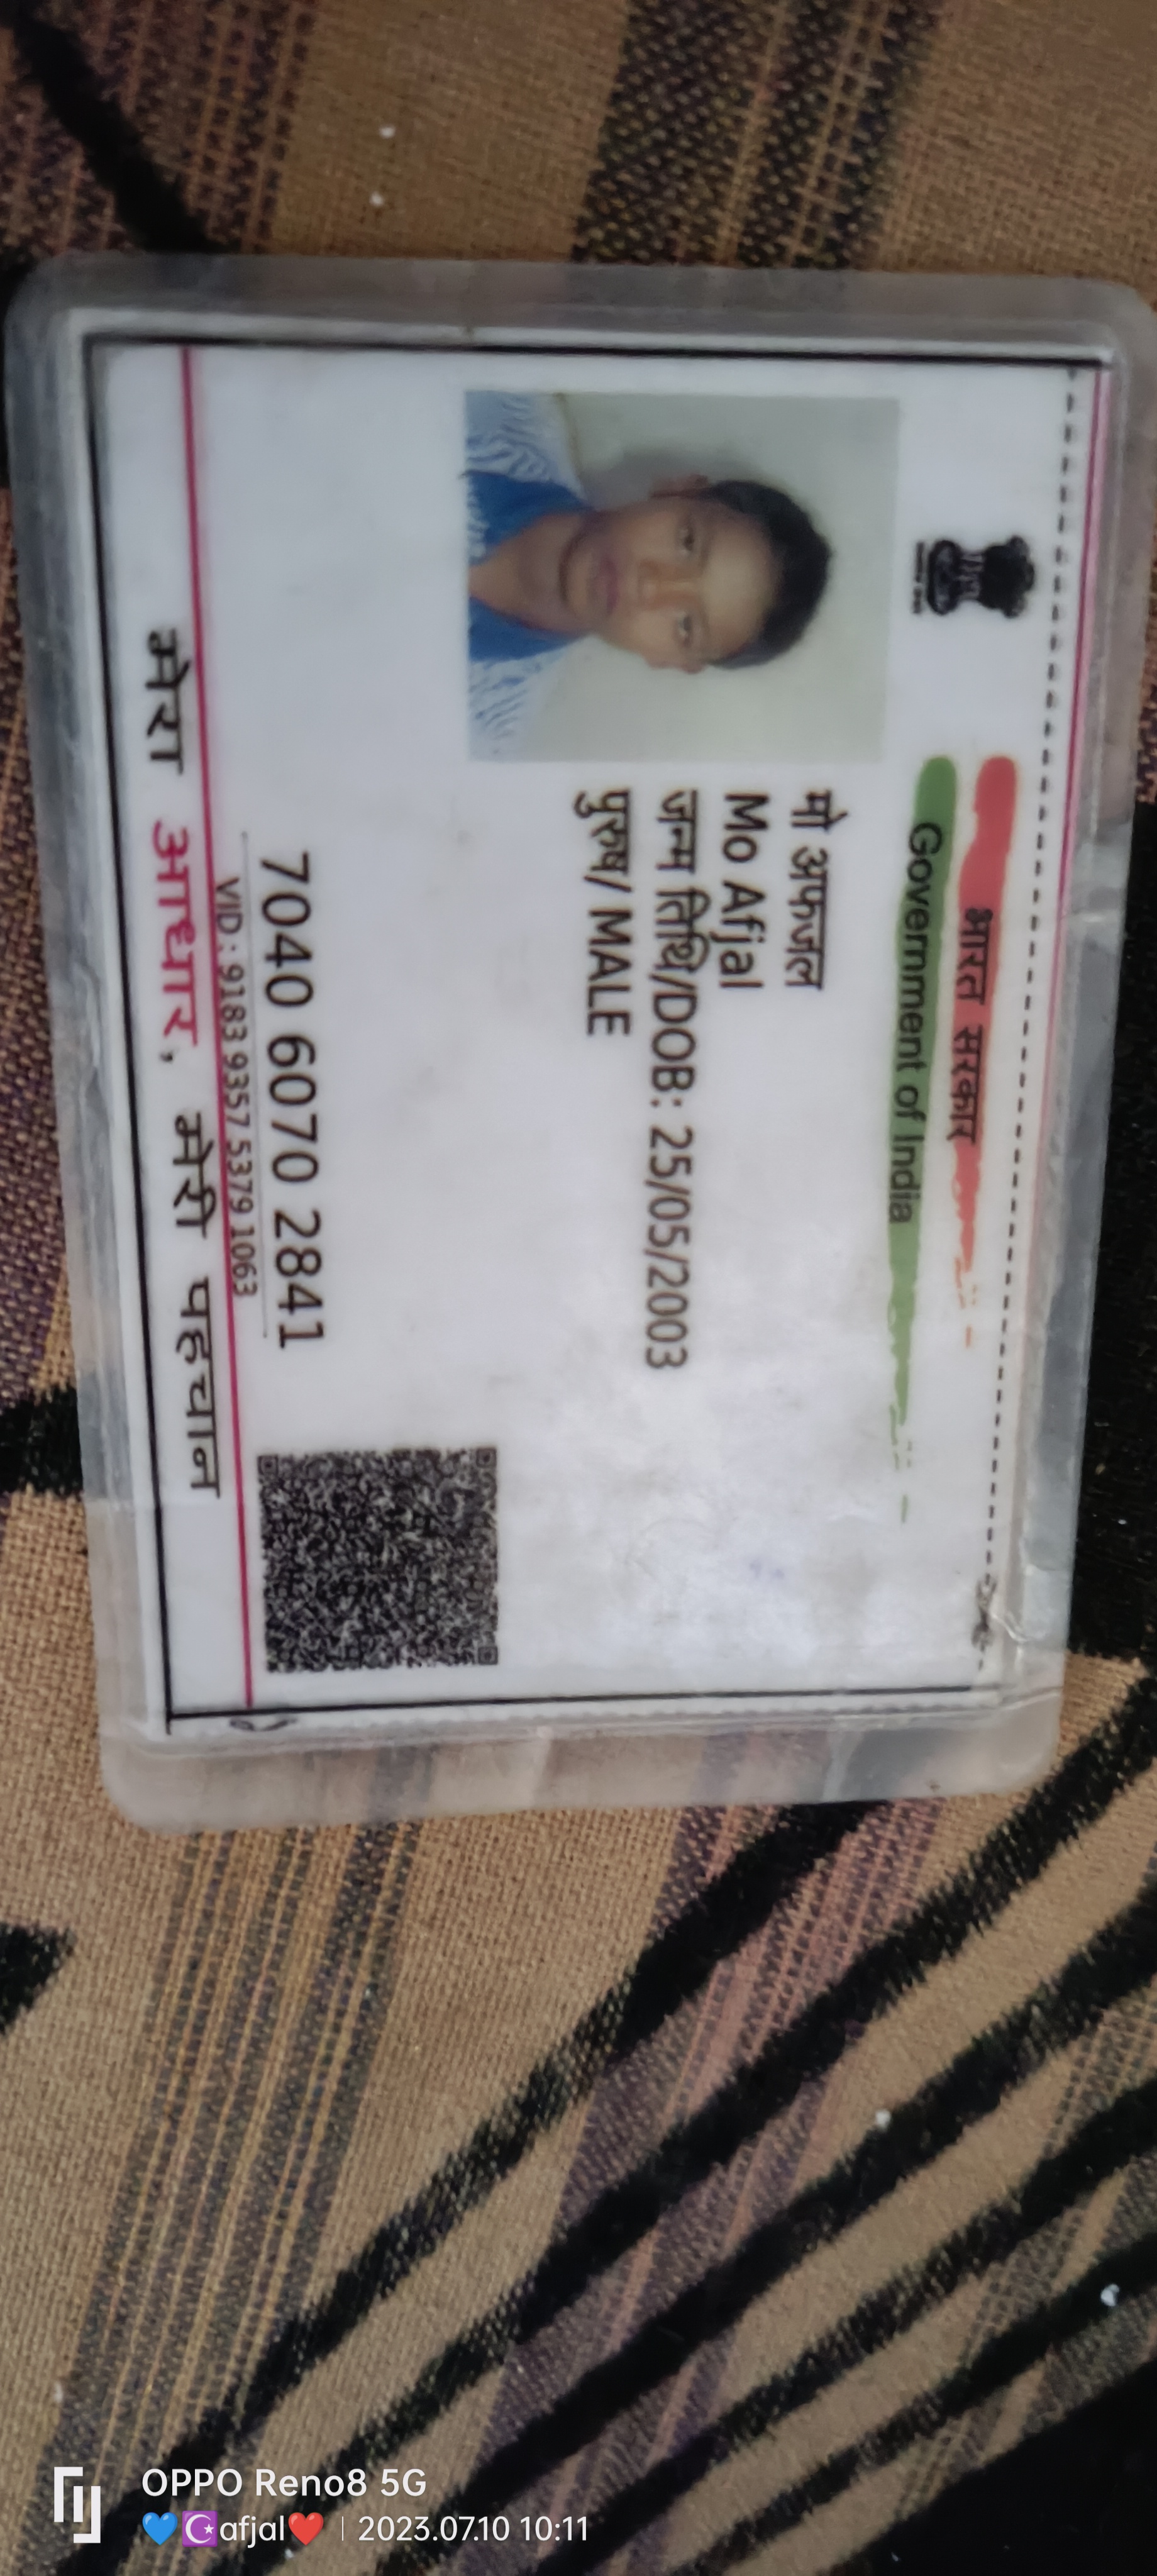 भारत सरकार
Government of India
मो अफजल
Mo Afjal
जन्म तिथि/DOB: 25/05/2003
पुरुष/ MALE
7040 6070 2841
VID: 9183 9357 5379 1063
मेरा आधार, मेरी पहचान
OPPO Reno8 5G
💙☪️afjal❤️ | 2023.07.10 10:11